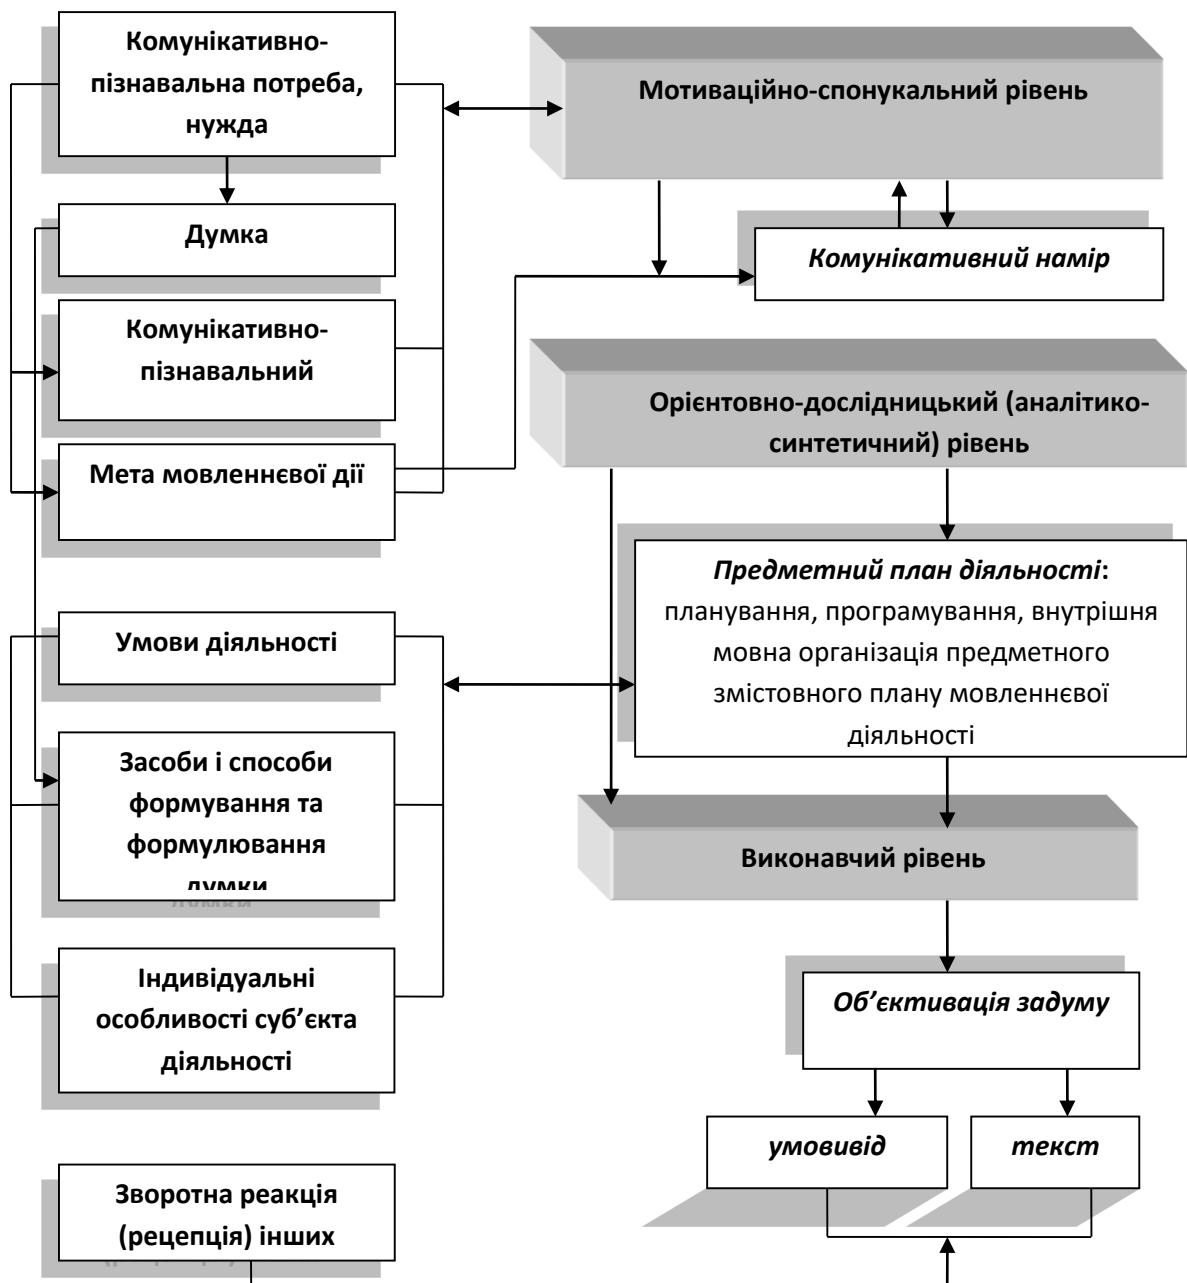 Комунікативно-
пізнавальна потреба,
нужда
Думка
Комунікативно-
пізнавальний
Мета мовленнєвої дії
Умови діяльності
Засоби і способи
формування та
формулювання
думки
Індивідуальні
особливості суб’єкта
діяльності
Зворотна реакція
(рецепція) інших
Мотиваційно-спонукальний рівень
Комунікативний намір
Орієнтовно-дослідницький (аналітико-
синтетичний) рівень
Предметний план діяльності:
планування, програмування, внутрішня
мовна організація предметного
змістовного плану мовленнєвої
діяльності
Виконавчий рівень
Об’єктивація задуму
умовивід
текст